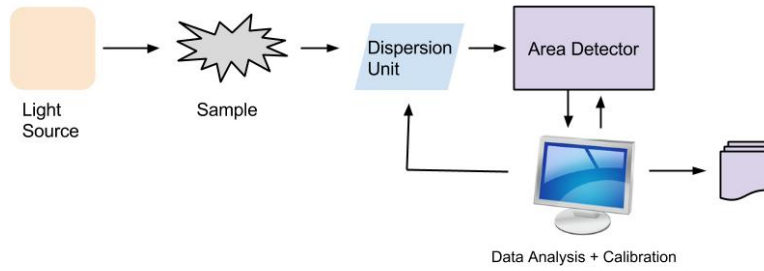 Light
Source
Sample
Dispersion
Unit
Area Detector
Data Analysis + Calibration